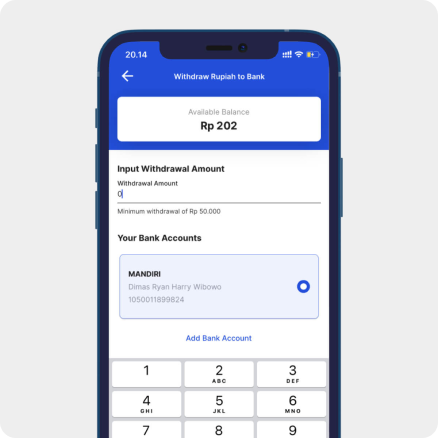 20.14
Withdraw Rupiah to Bank
Available Balance
Rp 202
Input Withdrawal Amount
Withdrawal Amount
0
Minimum withdrawal of Rp 50.000
Your Bank Accounts
MANDIRI
Dimas Ryan Harry Wibowo
1050011899824
Add Bank Account
1 2 3
ABC DEF
4 5 6
GHI JKL MNO
7 8 9